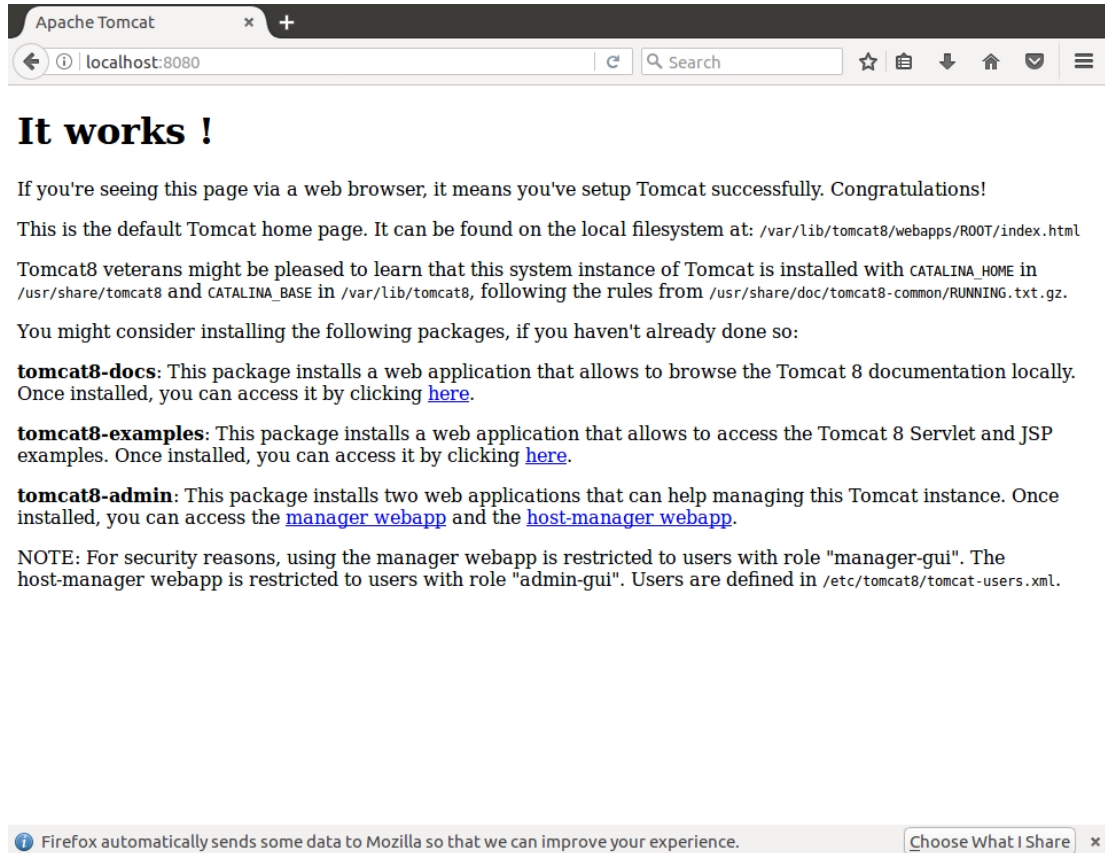 Apache Tomcat
localhost:8080
Search
It works !
If you're seeing this page via a web browser, it means you've setup Tomcat successfully. Congratulations!
This is the default Tomcat home page. It can be found on the local filesystem at: /var/lib/tomcat8/webapps/ROOT/index.html
Tomcat8 veterans might be pleased to learn that this system instance of Tomcat is installed with CATALINA_HOME in
/usr/share/tomcat8 and CATALINA_BASE in /var/lib/tomcat8, following the rules from /usr/share/doc/tomcat8-common/RUNNING.txt.gz.
You might consider installing the following packages, if you haven't already done so:
tomcat8-docs: This package installs a web application that allows to browse the Tomcat 8 documentation locally.
Once installed, you can access it by clicking here.
tomcat8-examples: This package installs a web application that allows to access the Tomcat 8 Servlet and JSP
examples. Once installed, you can access it by clicking here.
tomcat8-admin: This package installs two web applications that can help managing this Tomcat instance. Once
installed, you can access the manager webapp and the host-manager webapp.
NOTE: For security reasons, using the manager webapp is restricted to users with role "manager-gui". The
host-manager webapp is restricted to users with role "admin-gui". Users are defined in /etc/tomcat8/tomcat-users.xml.
Firefox automatically sends some data to Mozilla so that we can improve your experience.
Choose What I Share